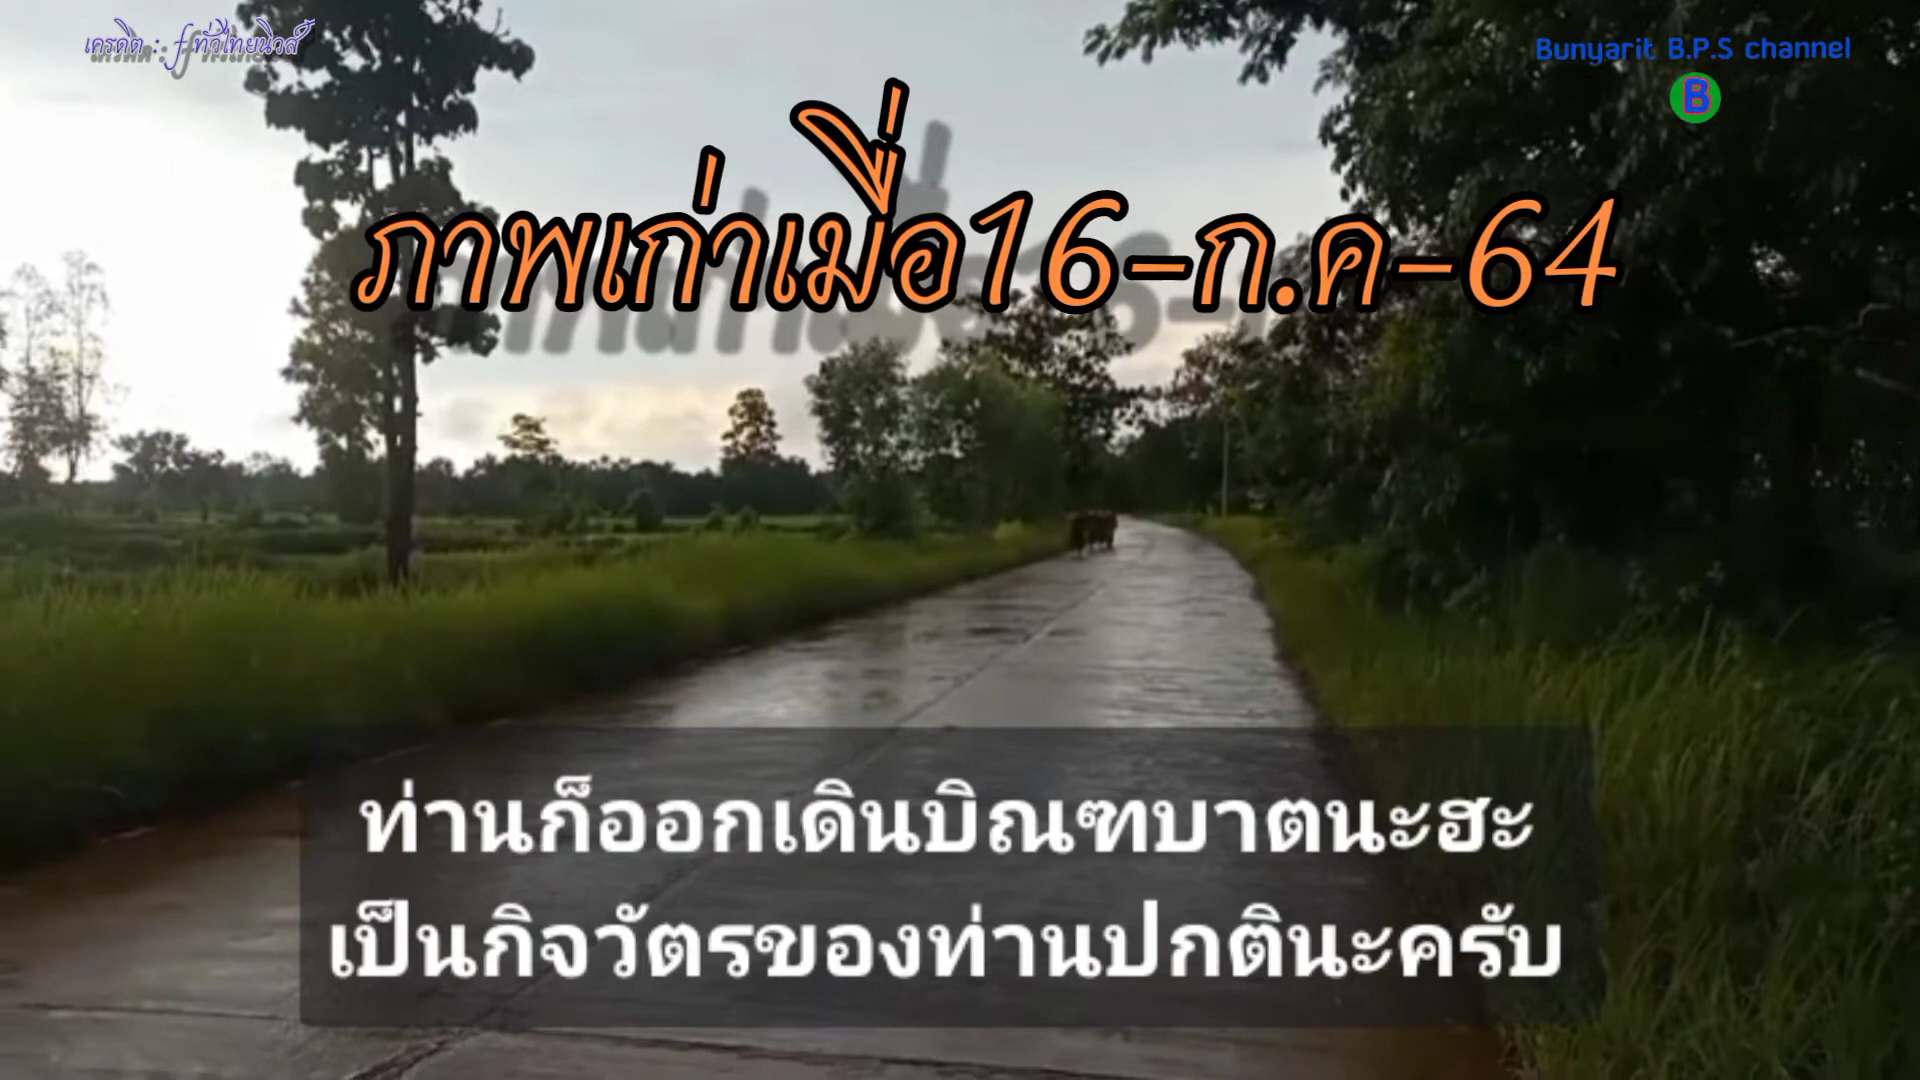 เครดิต : f ทั่วไทยนิวส์
Bunyarit B.P.S channel
B
ภาพเก่าเมื่อ16-ก.ค-64
ท่านก็ออกเดินบิณฑบาตนะฮะ
เป็นกิจวัตรของท่านปกตินะครับ